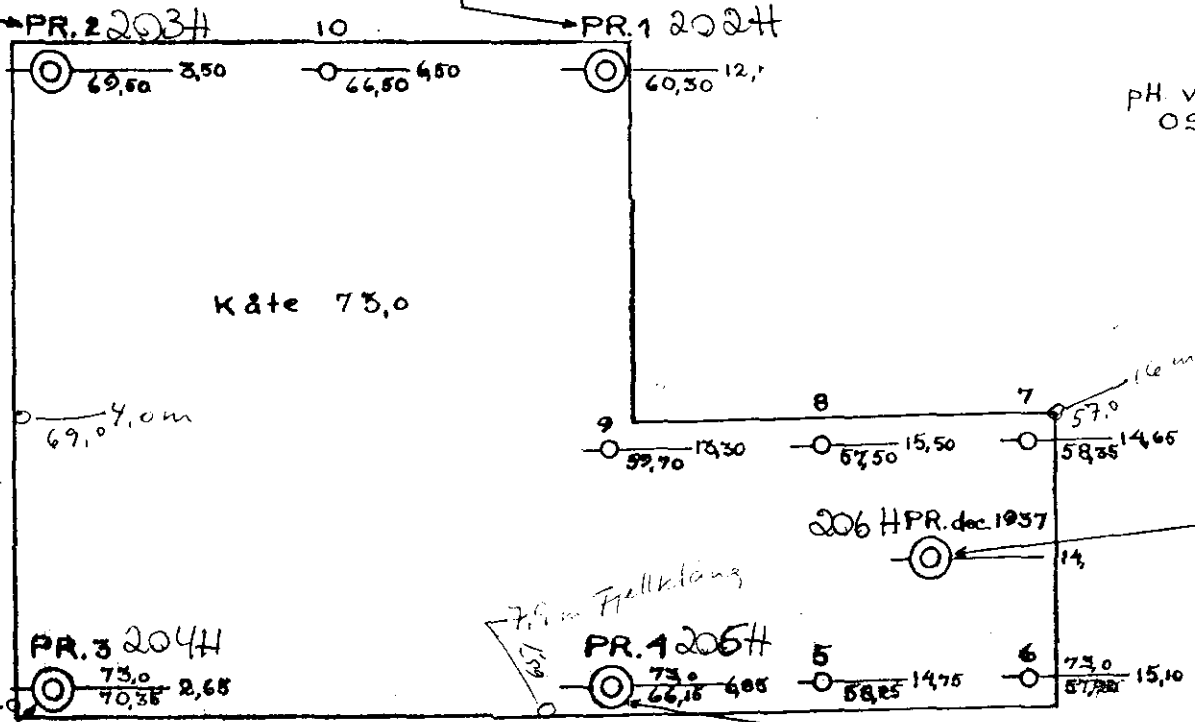 PR.2 203H
10
PR.1 202H
69,50 3,50
66,50 6,50
60,30 12,
pH
Kåte 73,0
4,0 m
69,0
16 m
57,0
9
8
7
59,70 13,30
57,50 15,50
58,35 14,65
206 H PR. dec. 1937
14,
7,9 m Fjellklang
PR.3 204H
PR.4 205H
5
6
73,0
70,35 2,65
73,0
66,15 6,85
58,25 14,75
73,0
57,90 15,10